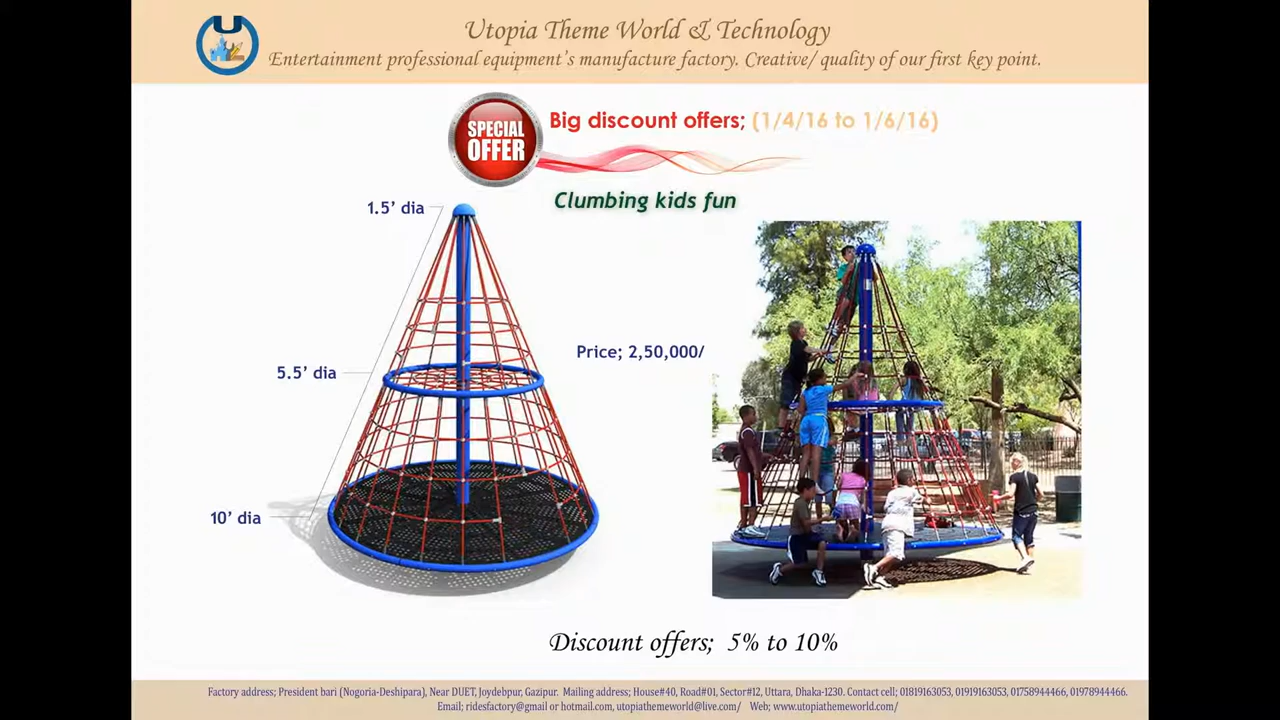 Utopia Theme World & Technology
Entertainment professional equipment's manufacture factory. Creative/ quality of our first key point.
SPECIAL
OFFER
Big discount offers; (1/4/16 to 1/6/16)
Clumbing kids fun
1.5' dia
Price; 2,50,000/
5.5' dia
10' dia
Discount offers; 5% to 10%
Factory address; President bari (Nogoria-Deshipara), Near DUET, Joydebpur, Gazipur. Mailing address; House#40, Road#01, Sector#12, Uttara, Dhaka-1230. Contact cell; 01819163053, 01919163053, 01758944466, 01978944466.
Email; ridesfactory@gmail or hotmail.com, utopiathemeworld@live.com/ Web; www.utopiathemeworld.com/